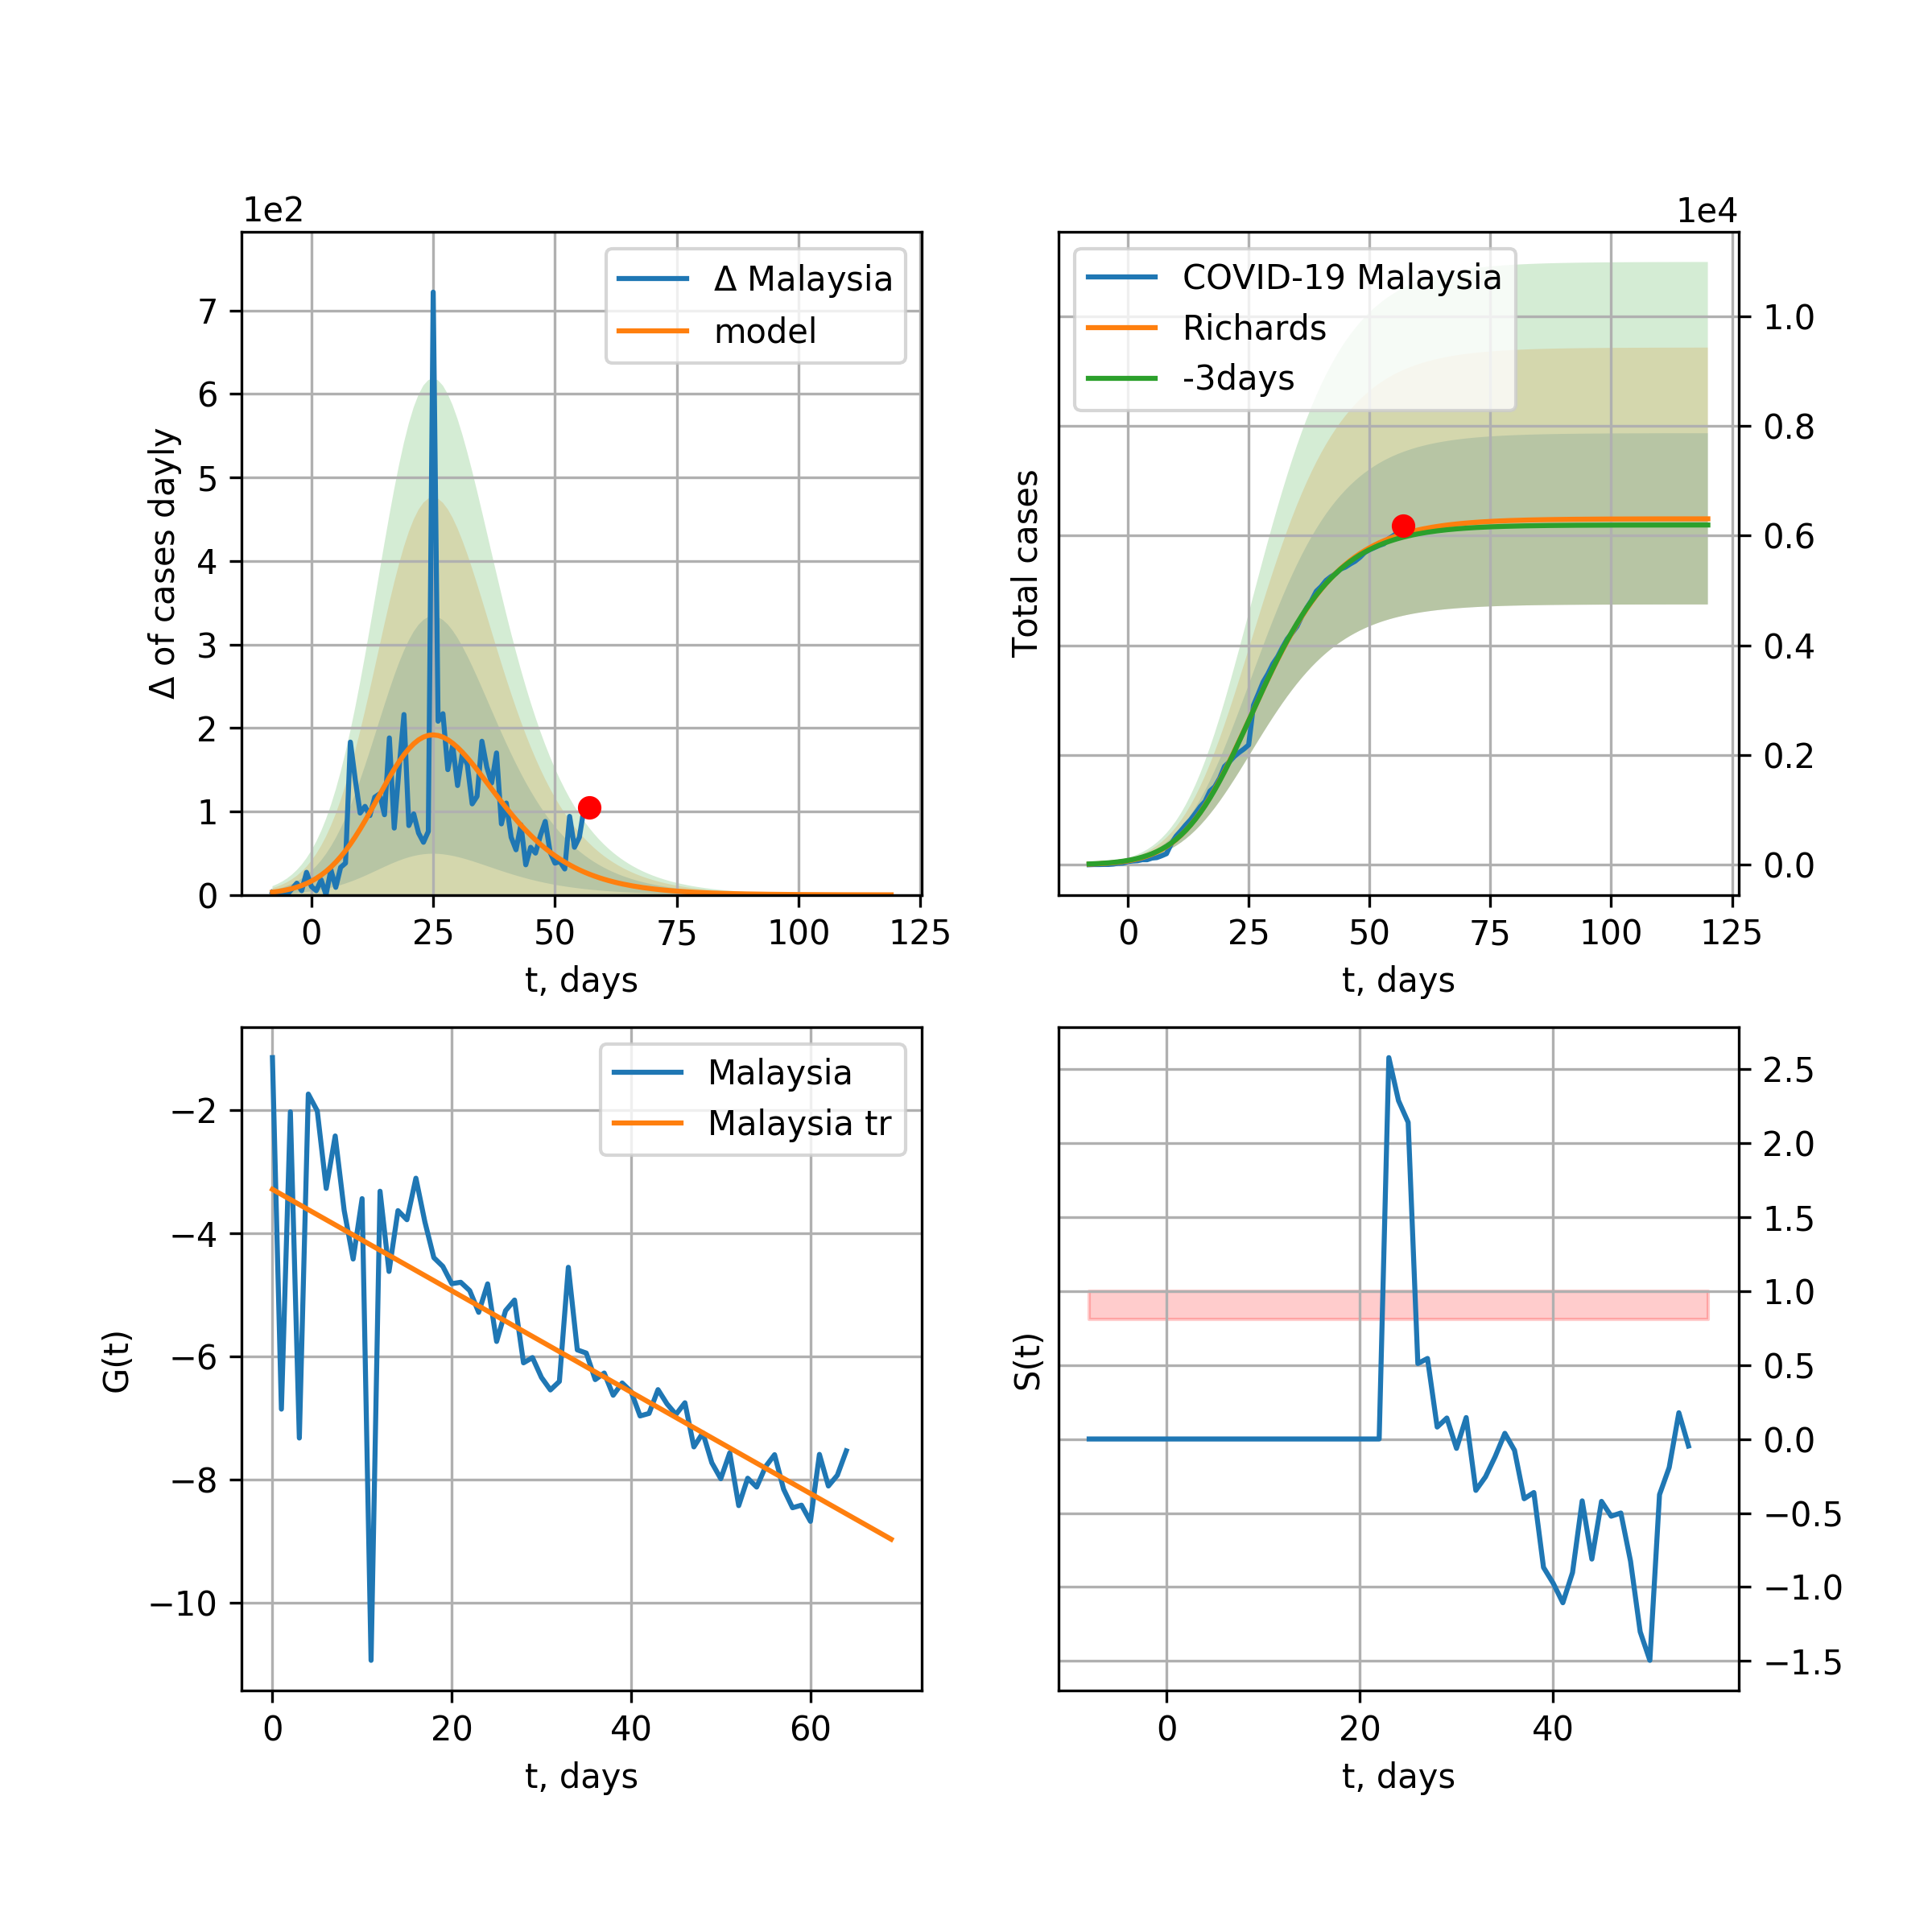 1e2
Δ of cases dayly
7
6
5
4
3
2
1
0
Δ Malaysia
model
0 25 50 75 100 125
t, days
1e4
Total cases
COVID-19 Malaysia
Richards
-3days
1.0
0.8
0.6
0.4
0.2
0.0
0 25 50 75 100 125
t, days
G(t)
−2
−4
−6
−8
−10
Malaysia
Malaysia tr
0 20 40 60
t, days
S(t)
2.5
2.0
1.5
1.0
0.5
0.0
−0.5
−1.0
−1.5
0 20 40
t, days